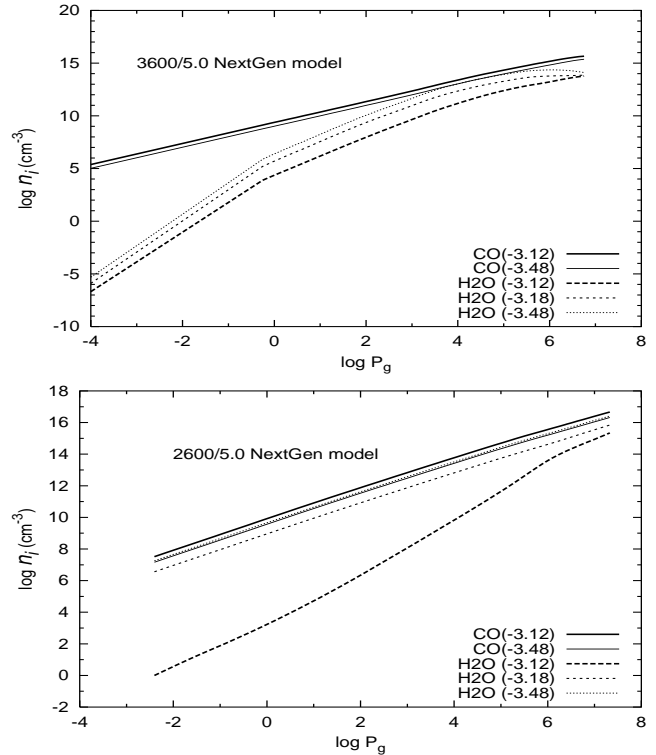 20
15
10
5
0
-5
-10
log nᵢ (cm⁻³)
3600/5.0 NextGen model
CO(-3.12)
CO(-3.48)
H2O (-3.12)
H2O (-3.18)
H2O (-3.48)
-4 -2 0 2 4 6 8
log P_g
18
16
14
12
10
8
6
4
2
0
-2
log nᵢ (cm⁻³)
2600/5.0 NextGen model
CO(-3.12)
CO(-3.48)
H2O (-3.12)
H2O (-3.18)
H2O (-3.48)
-4 -2 0 2 4 6 8
log P_g